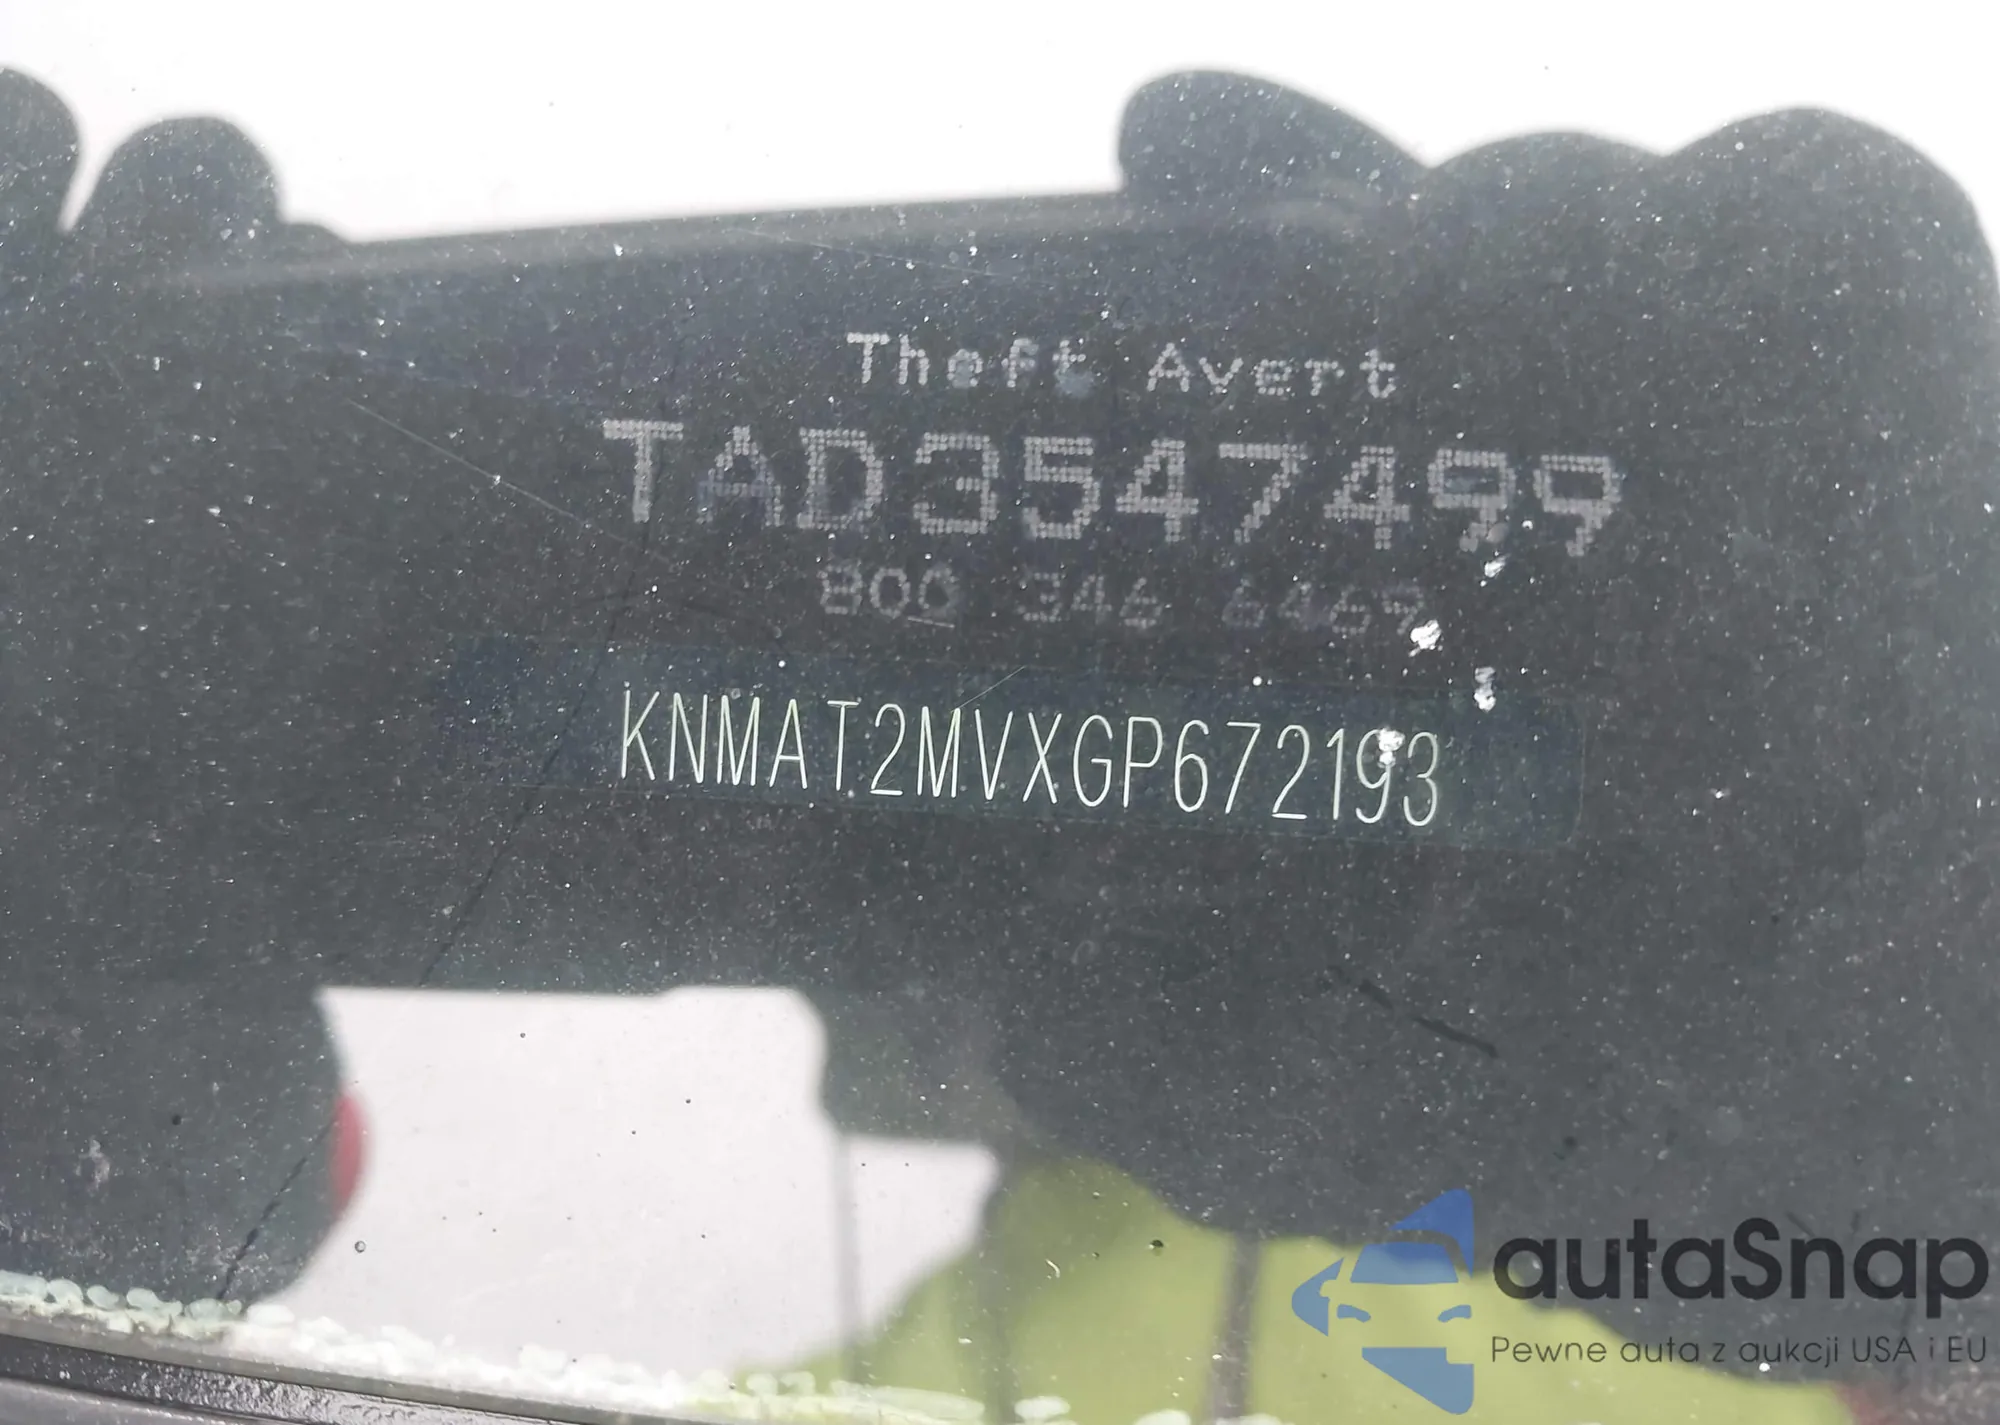 Theft Avert
TAD3547499
800 346 6469
KNMAT2MVXGP672193
autaSnap
Pewne auta z aukcji USA i EU